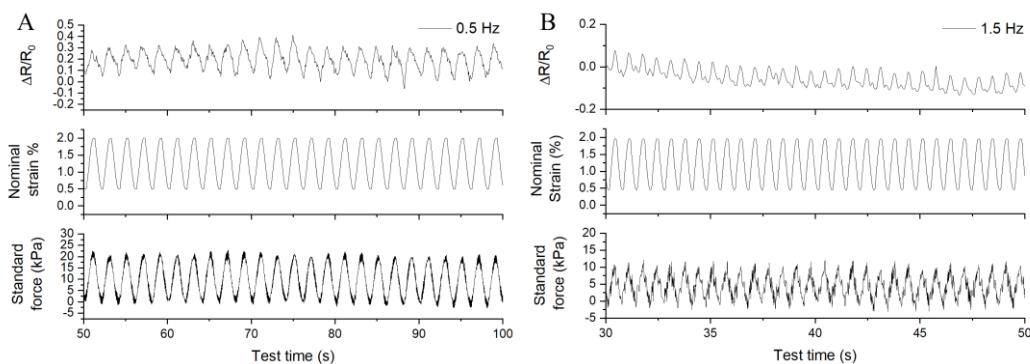 A
0.5 Hz
ΔR/R0
0.5
0.4
0.3
0.2
0.1
0.0
-0.1
-0.2
Nominal
strain %
2.0
1.5
1.0
0.5
0.0
Standard
force (kPa)
30
25
20
15
10
5
0
-5
50 60 70 80 90 100
Test time (s)
B
1.5 Hz
ΔR/R0
0.2
0.0
-0.2
Nominal
Strain (%)
2.0
1.5
1.0
0.5
0.0
Standard
force (kPa)
20
15
10
5
0
-5
30 35 40 45 50
Test time (s)